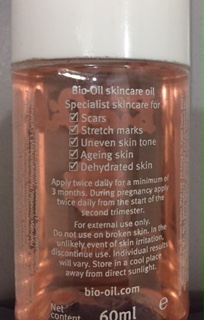 Bio-Oil skincare oil
Specialist skincare for
☑ Scars
☑ Stretch marks
☑ Uneven skin tone
☑ Ageing skin
☑ Dehydrated skin
Apply twice daily for a minimum of
3 months. During pregnancy apply
twice daily from the start of the
second trimester.
For external use only.
Do not use on broken skin. In the
unlikely event of skin irritation,
discontinue use. Individual results
will vary. Store in a cool place
away from direct sunlight.
bio-oil.com
Net
content 60ml e